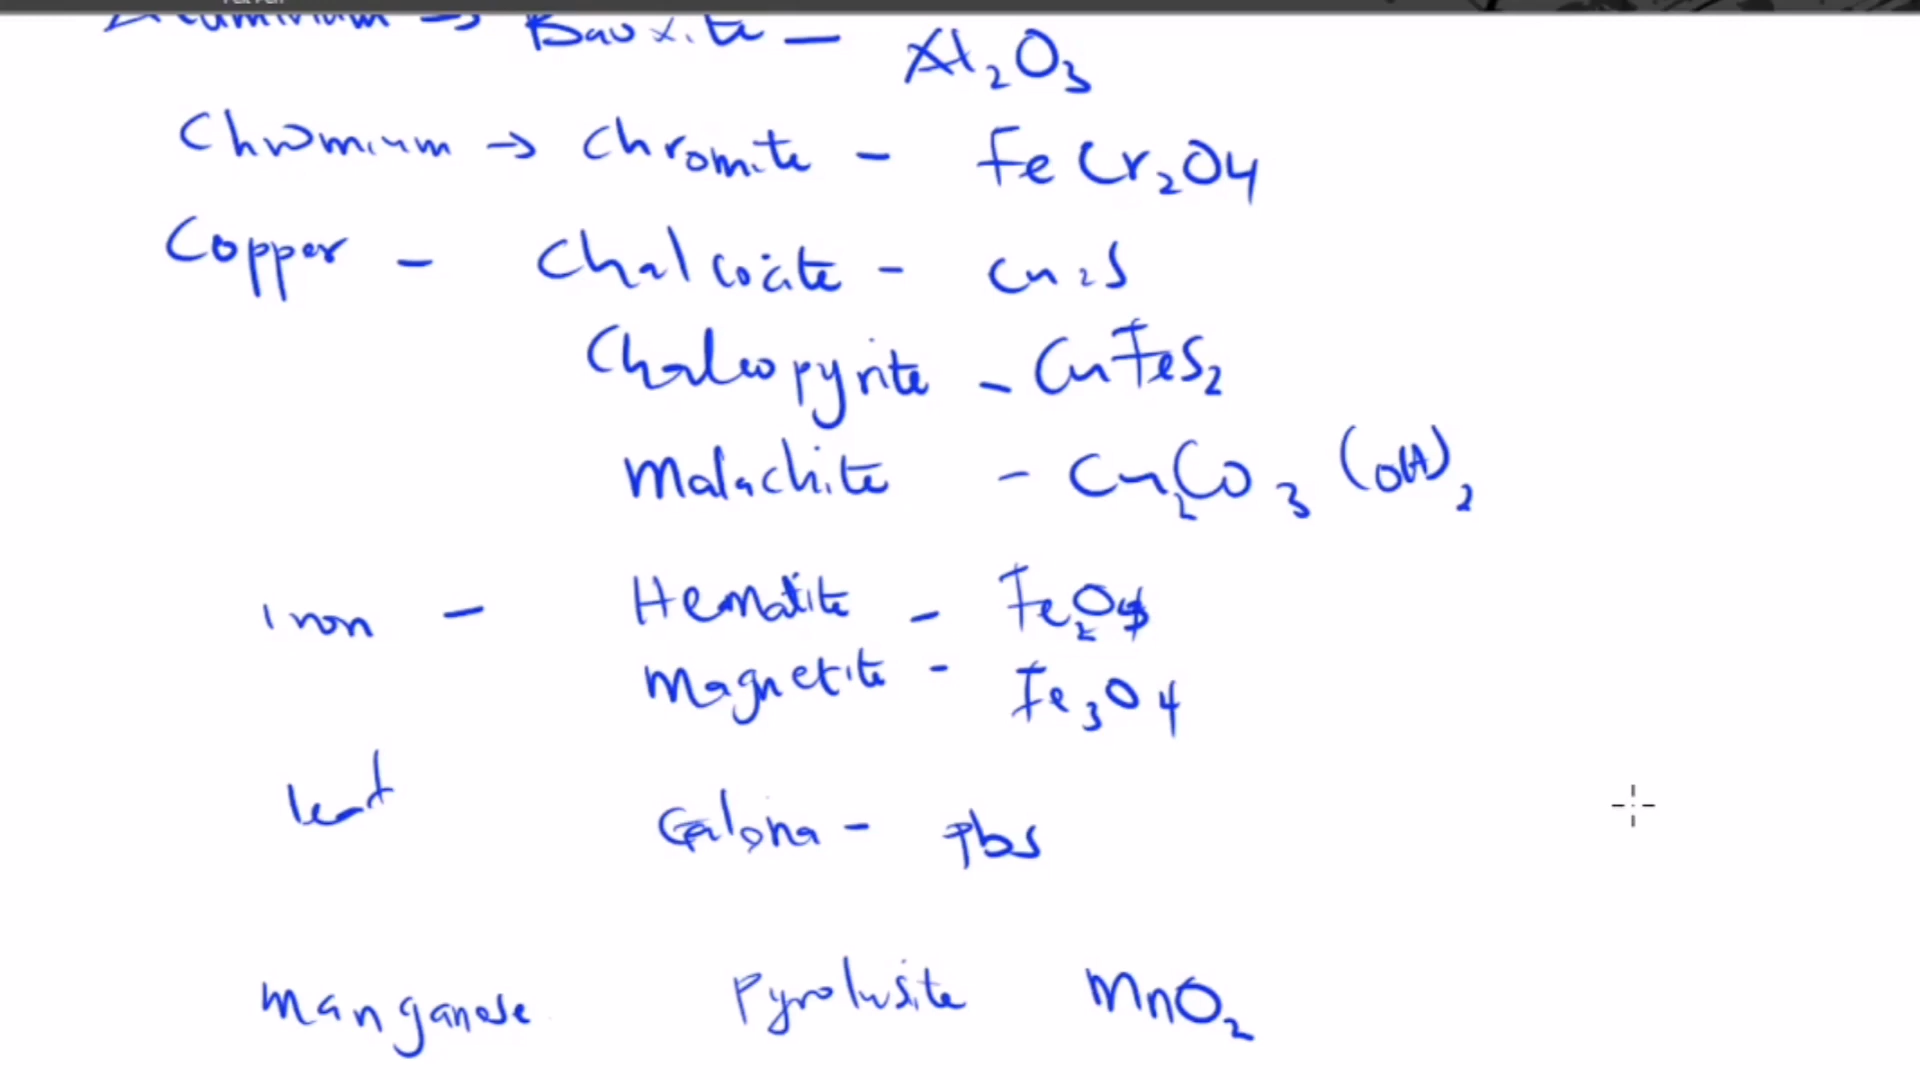 Aluminium → Bauxite — Al2O3
Chromium → Chromite - FeCr2O4
Copper - Chalcocite - Cu2S
Chalcopyrite - CuFeS2
Malachite - Cu2CO3(OH)2
Iron - Hematite - Fe2O3
Magnetite - Fe3O4
lead Galena - Pbs
Manganese Pyrolusite MnO2